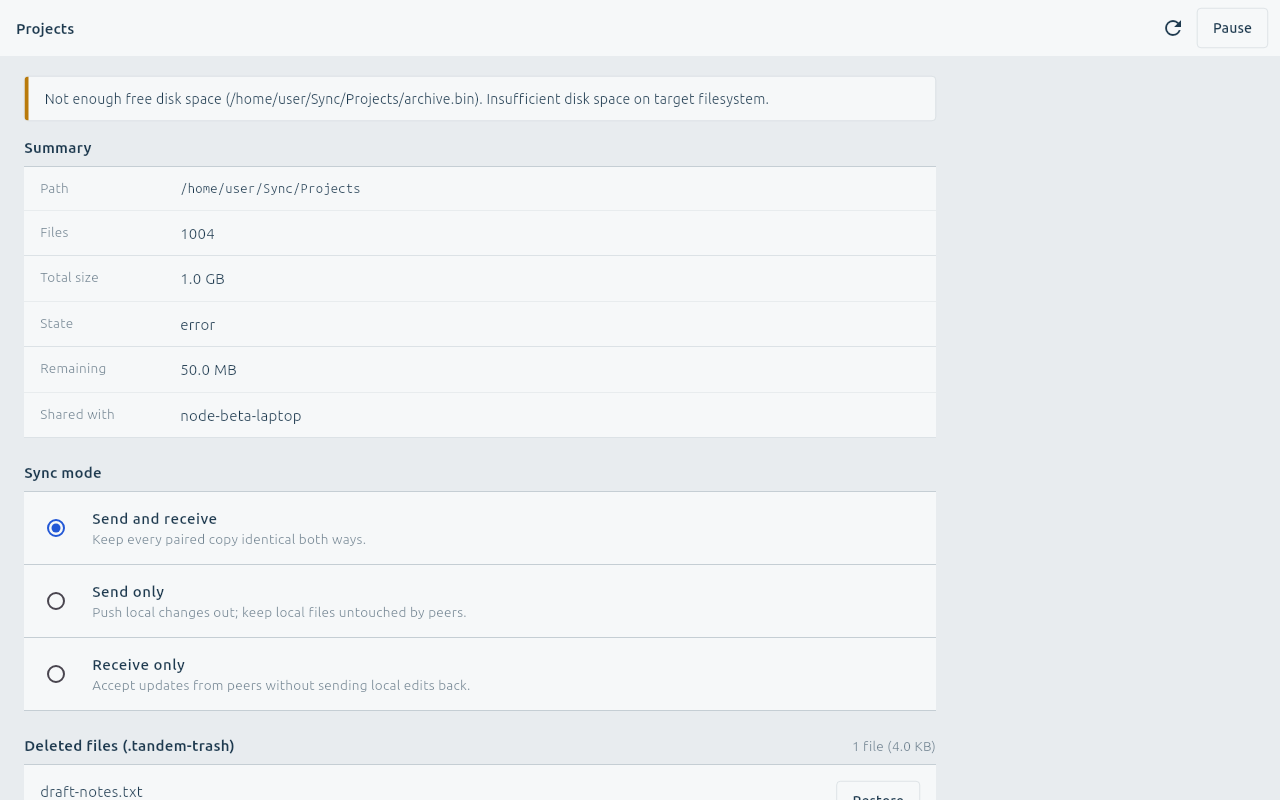 Projects
Pause
Not enough free disk space (/home/user/Sync/Projects/archive.bin). Insufficient disk space on target filesystem.
Summary
Path /home/user/Sync/Projects
Files 1004
Total size 1.0 GB
State error
Remaining 50.0 MB
Shared with node-beta-laptop
Sync mode
Send and receive
Keep every paired copy identical both ways.
Send only
Push local changes out; keep local files untouched by peers.
Receive only
Accept updates from peers without sending local edits back.
Deleted files (.tandem-trash) 1 file (4.0 KB)
draft-notes.txt
Restore